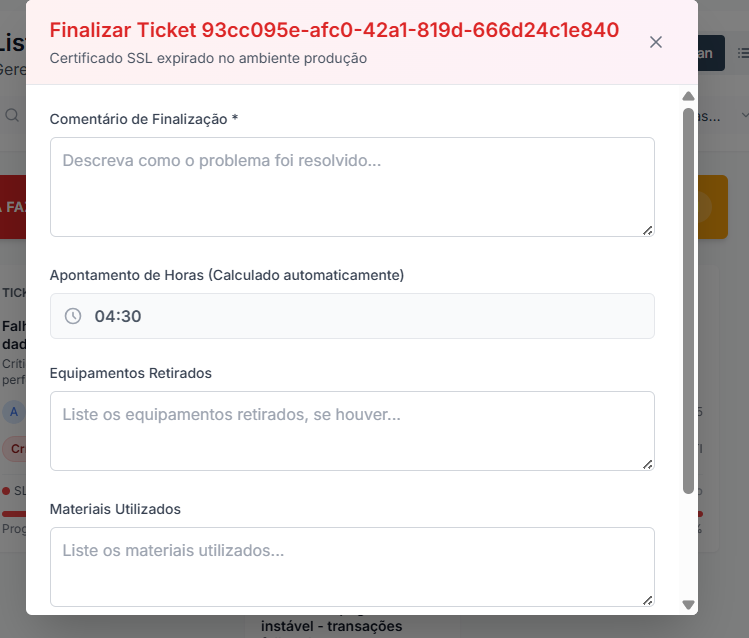 Finalizar Ticket 93cc095e-afc0-42a1-819d-666d24c1e840
Certificado SSL expirado no ambiente produção
Comentário de Finalização *
Descreva como o problema foi resolvido...
Apontamento de Horas (Calculado automaticamente)
04:30
Equipamentos Retirados
Liste os equipamentos retirados, se houver...
Materiais Utilizados
Liste os materiais utilizados...
instável - transações